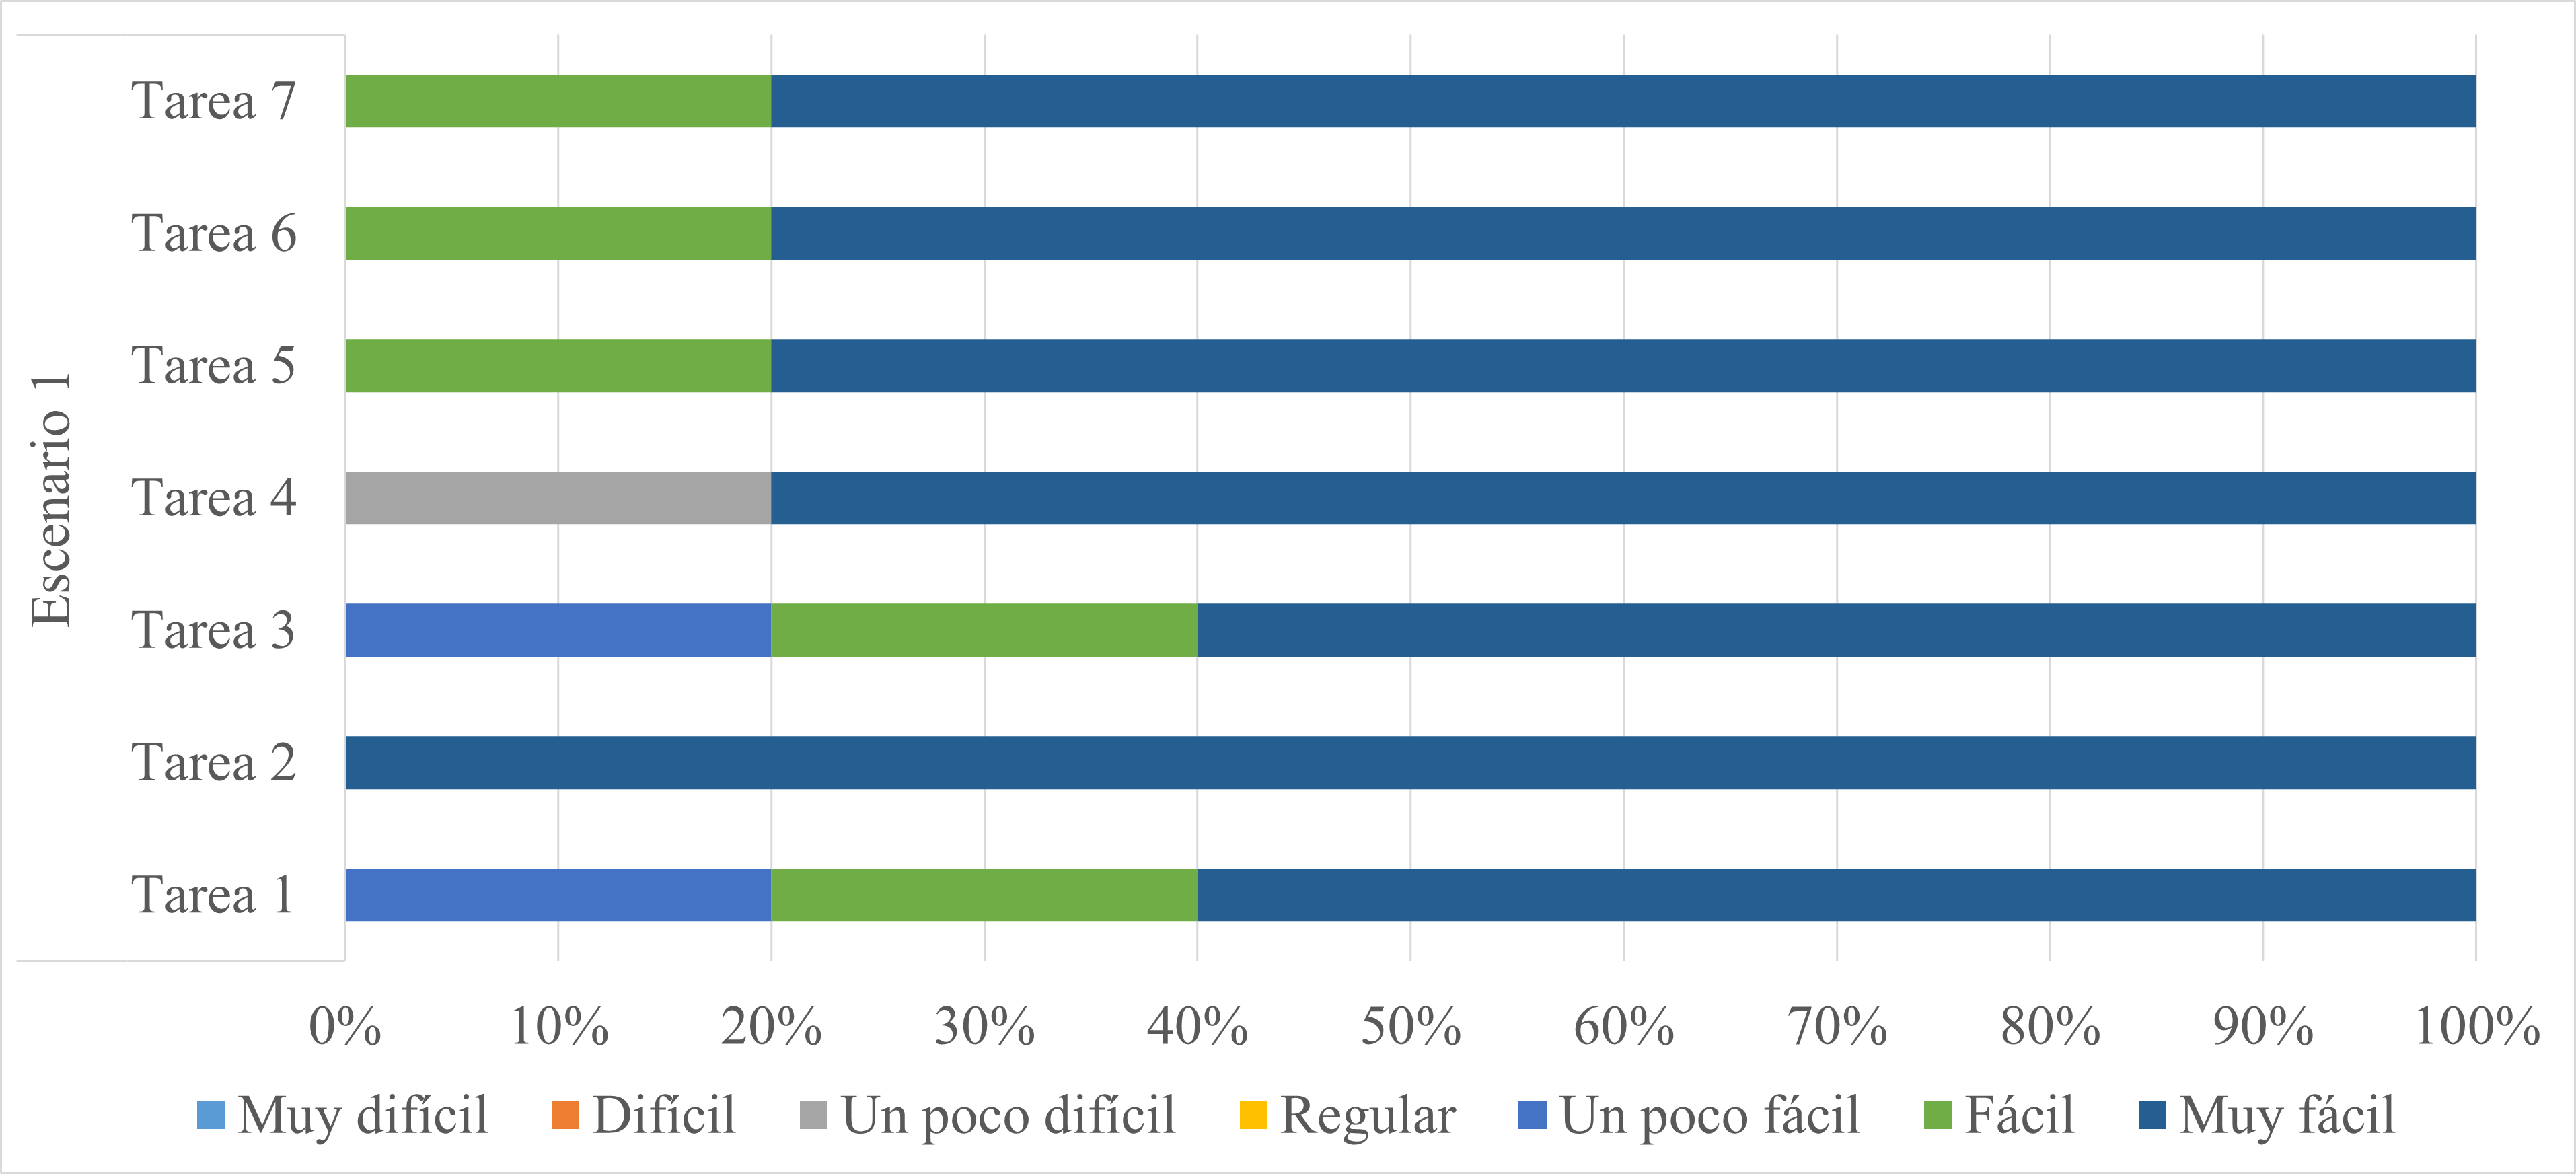 Escenario 1
Tarea 7
Tarea 6
Tarea 5
Tarea 4
Tarea 3
Tarea 2
Tarea 1
0% 10% 20% 30% 40% 50% 60% 70% 80% 90% 100%
Muy difícil Difícil Un poco difícil Regular Un poco fácil Fácil Muy fácil